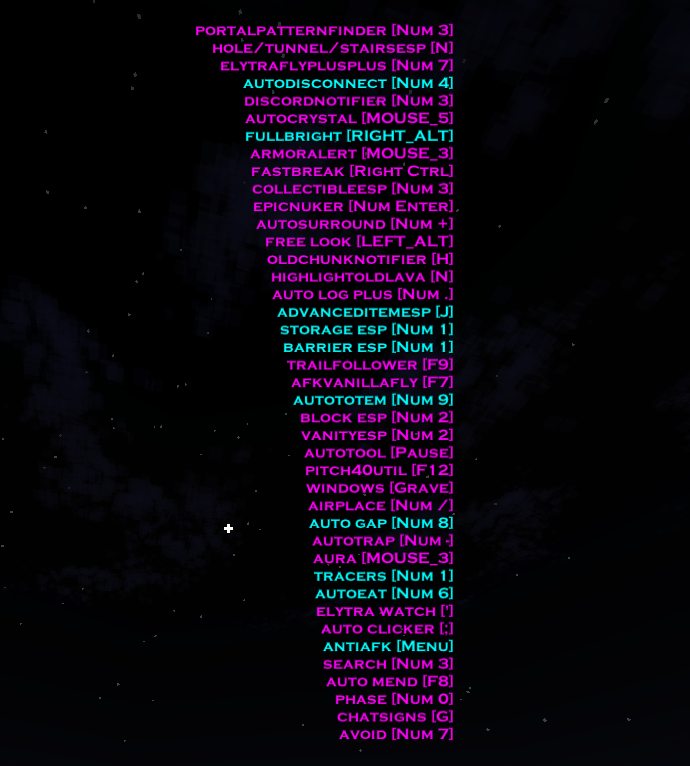 PORTALPATTERNFINDER [NUM 3]
HOLE/TUNNEL/STAIRSESP [N]
ELYTRAFLYPLUSPLUS [NUM 7]
AUTODISCONNECT [NUM 4]
DISCORDNOTIFIER [NUM 3]
AUTOCRYSTAL [MOUSE_5]
FULLBRIGHT [RIGHT_ALT]
ARMORALERT [MOUSE_3]
FASTBREAK [RIGHT CTRL]
COLLECTIBLEESP [NUM 3]
EPICNUKER [NUM ENTER]
AUTOSURROUND [NUM +]
FREE LOOK [LEFT_ALT]
OLDCHUNKNOTIFIER [H]
HIGHLIGHTOLDLAVA [N]
AUTO LOG PLUS [NUM .]
ADVANCEDITEMESP [J]
STORAGE ESP [NUM 1]
BARRIER ESP [NUM 1]
TRAILFOLLOWER [F9]
AFKVANILLAFLY [F7]
AUTOTOTEM [NUM 9]
BLOCK ESP [NUM 2]
VANITYESP [NUM 2]
AUTOTOOL [PAUSE]
PITCH40UTIL [F12]
WINDOWS [GRAVE]
AIRPLACE [NUM /]
AUTO GAP [NUM 8]
AUTOTRAP [NUM -]
AURA [MOUSE_3]
TRACERS [NUM 1]
AUTOEAT [NUM 6]
ELYTRA WATCH [']
AUTO CLICKER [;]
ANTIAFK [MENU]
SEARCH [NUM 3]
AUTO MEND [F8]
PHASE [NUM 0]
CHATSIGNS [G]
AVOID [NUM 7]